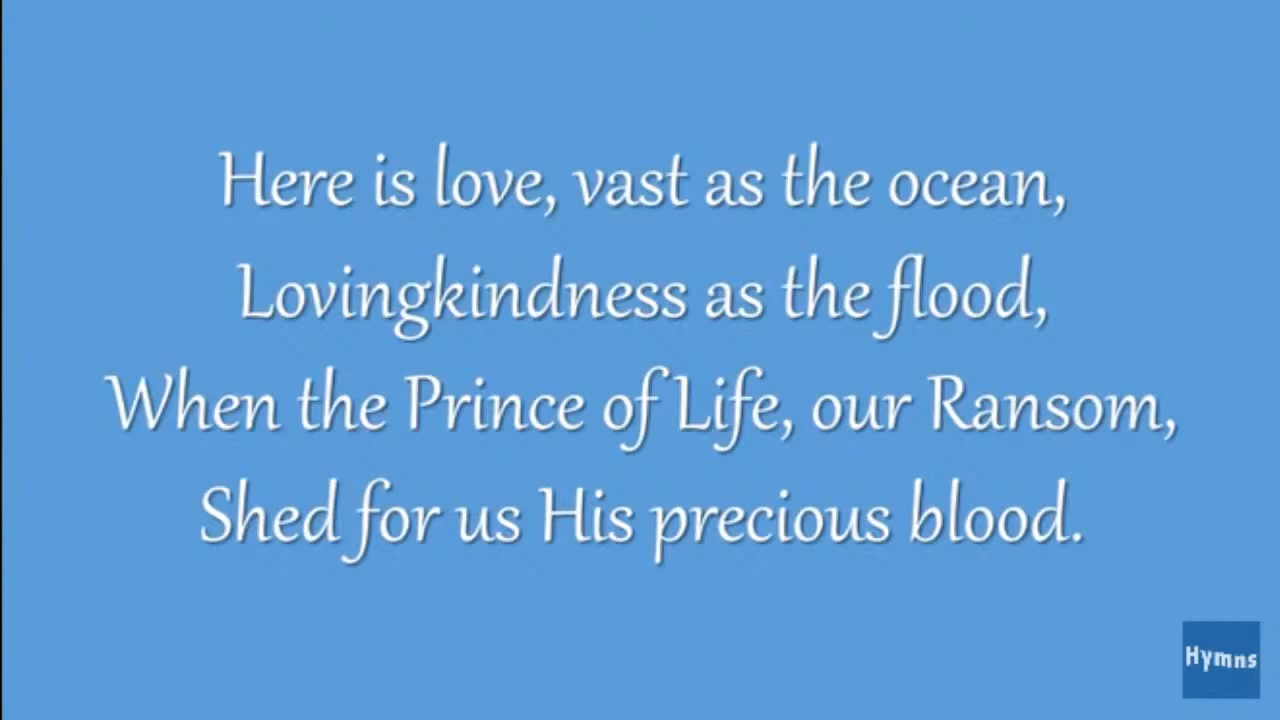 Here is love, vast as the ocean,
Lovingkindness as the flood,
When the Prince of Life, our Ransom,
Shed for us His precious blood.
Hymns